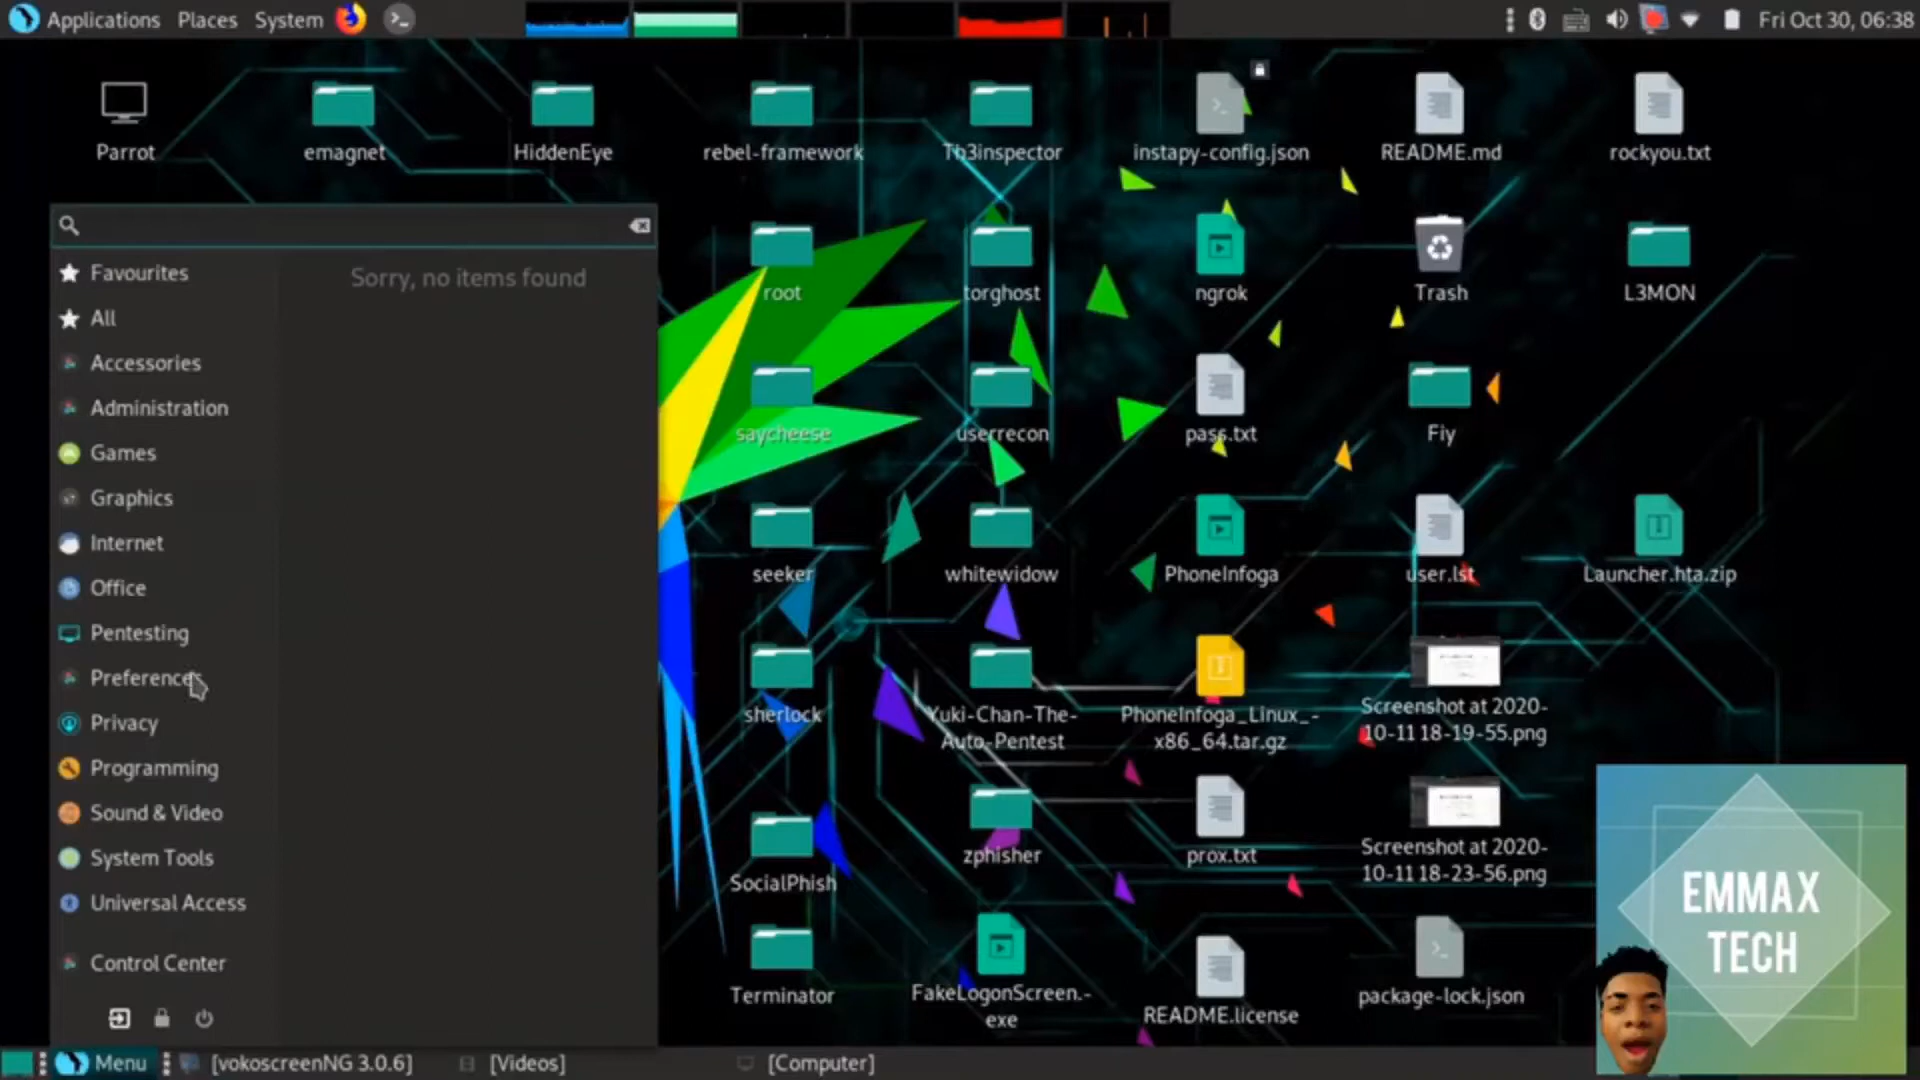 Applications Places System
Fri Oct 30, 06:38
Parrot
emagnet
HiddenEye
rebel-framework
Th3inspector
instapy-config.json
README.md
rockyou.txt
Favourites
Sorry, no items found
All
Accessories
Administration
Games
Graphics
Internet
Office
Pentesting
Preferences
Privacy
Programming
Sound & Video
System Tools
Universal Access
Control Center
root
torghost
ngrok
Trash
L3MON
saycheese
userrecon
pass.txt
Fiy
seeker
whitewidow
PhoneInfoga
user.lst
Launcher.hta.zip
sherlock
Yuki-Chan-The-
Auto-Pentest
PhoneInfoga_Linux_-
x86_64.tar.gz
Screenshot at 2020-
10-11 18-19-55.png
SocialPhish
zphisher
prox.txt
Screenshot at 2020-
10-11 18-23-56.png
Terminator
FakeLogonScreen.-
exe
README.license
package-lock.json
EMMAX
TECH
Menu
[vokoscreenNG 3.0.6]
[Videos]
[Computer]